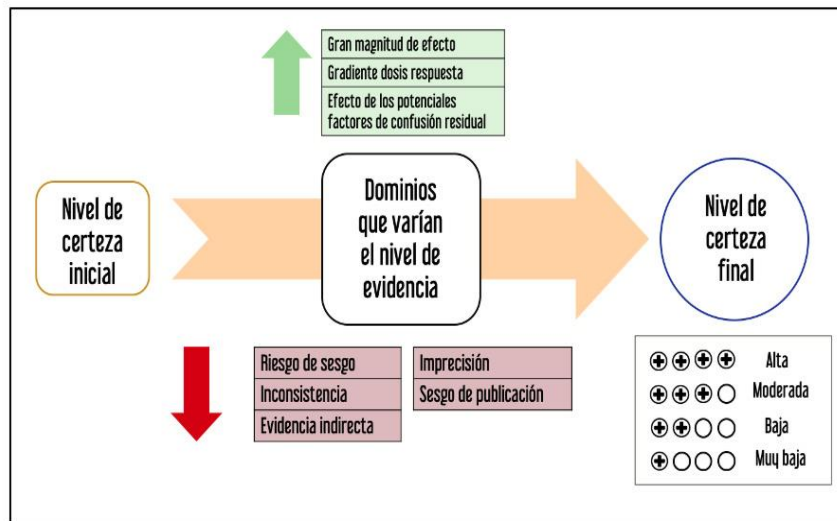 Gran magnitud de efecto
Gradiente dosis respuesta
Efecto de los potenciales
factores de confusión residual
Nivel de
certeza
inicial
Dominios
que varían
el nivel de
evidencia
Nivel de
certeza
final
Riesgo de sesgo
Inconsistencia
Evidencia indirecta
Imprecisión
Sesgo de publicación
Alta
Moderada
Baja
Muy baja